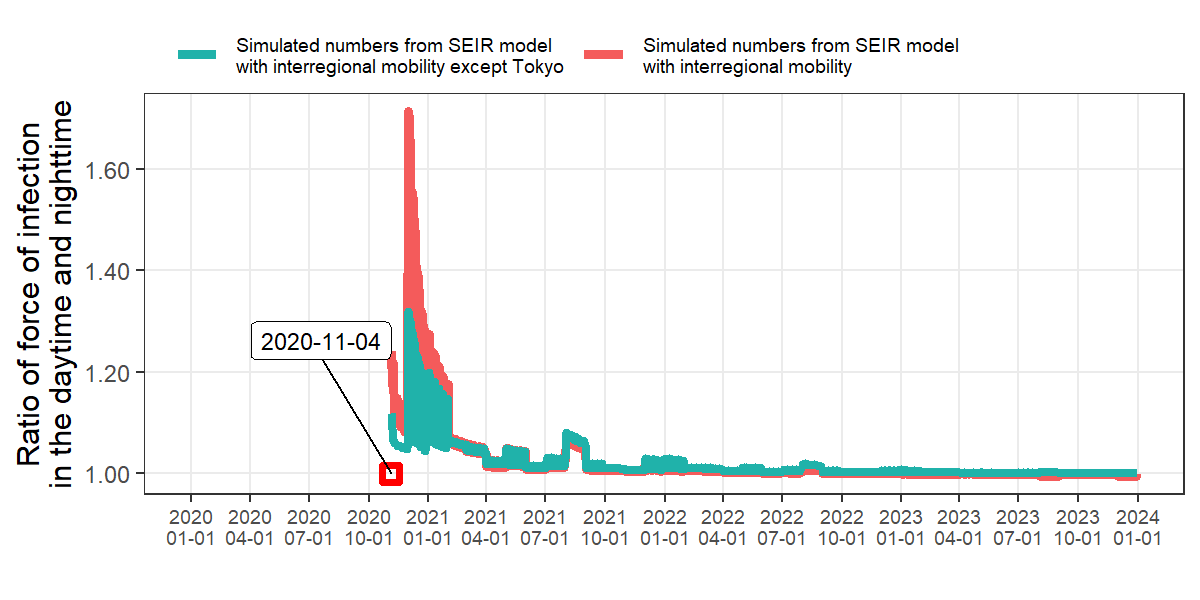 Simulated numbers from SEIR model
with interregional mobility except Tokyo
Simulated numbers from SEIR model
with interregional mobility
Ratio of force of infection
in the daytime and nighttime
1.60
1.40
1.20
1.00
2020-11-04
2020 2020 2020 2020 2021 2021 2021 2021 2022 2022 2022 2022 2023 2023 2023 2023 2024
01-01 04-01 07-01 10-01 01-01 04-01 07-01 10-01 01-01 04-01 07-01 10-01 01-01 04-01 07-01 10-01 01-01